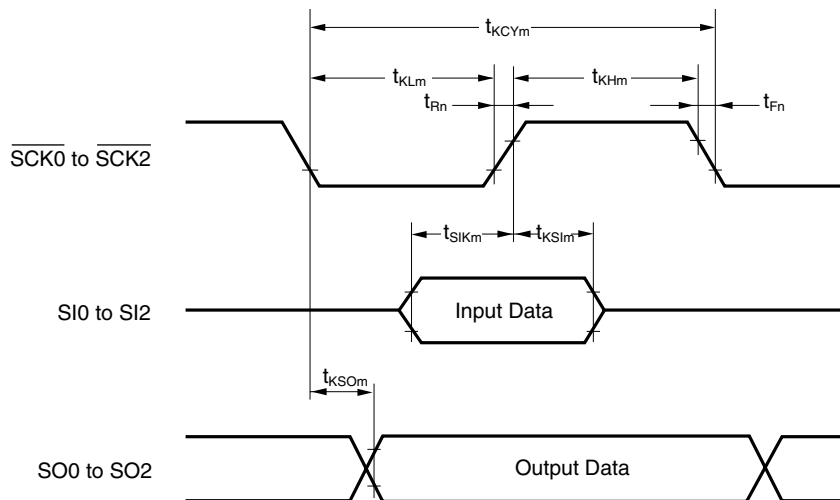 tKCYm
tKLm tKHm
tRn tFn
SCK0 to SCK2
tSIKm tKSIm
SI0 to SI2 Input Data
tKSOm
SO0 to SO2 Output Data